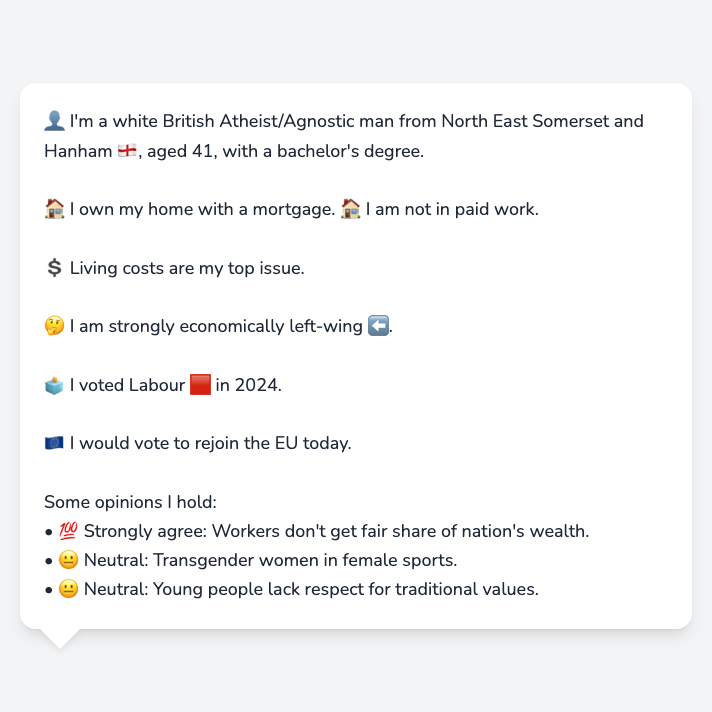 👤 I'm a white British Atheist/Agnostic man from North East Somerset and
Hanham 🏴󠁧󠁢󠁥󠁮󠁧󠁿, aged 41, with a bachelor's degree.
🏠 I own my home with a mortgage. 🏠 I am not in paid work.
💲 Living costs are my top issue.
🤔 I am strongly economically left-wing ⬅️.
🗳️ I voted Labour 🟥 in 2024.
🇪🇺 I would vote to rejoin the EU today.
Some opinions I hold:
• 💯 Strongly agree: Workers don't get fair share of nation's wealth.
• 😐 Neutral: Transgender women in female sports.
• 😐 Neutral: Young people lack respect for traditional values.